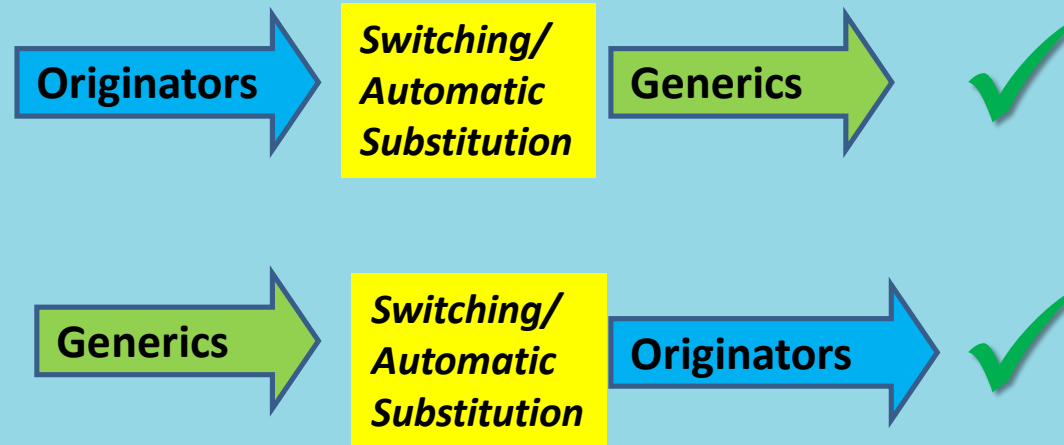 Originators
Switching/
Automatic
Substitution
Generics
Generics
Switching/
Automatic
Substitution
Originators